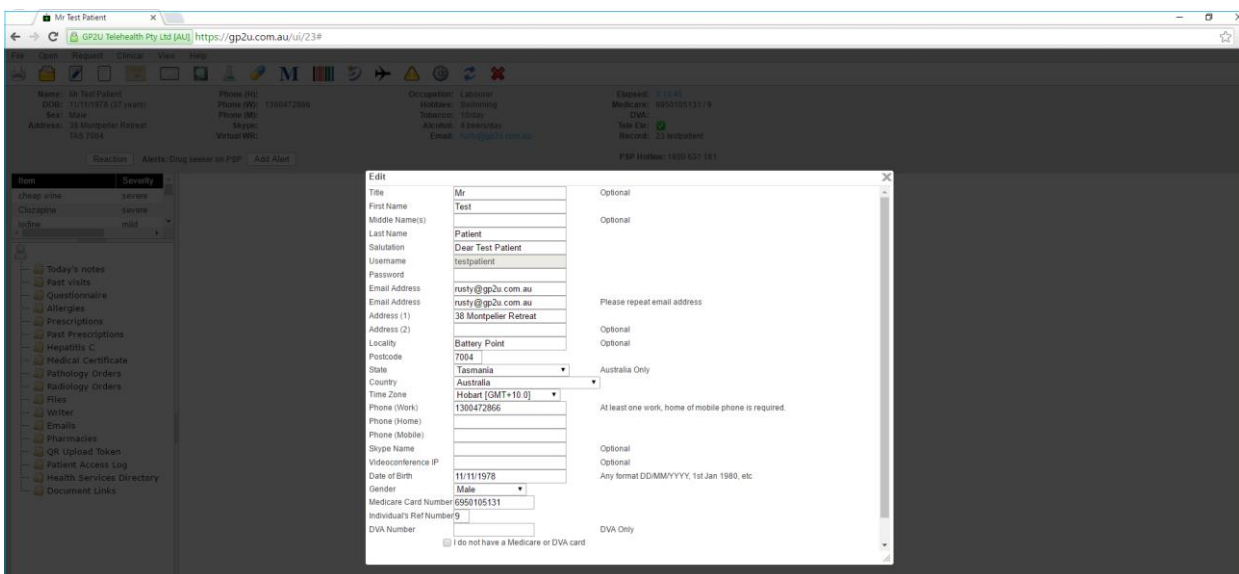 Mr Test Patient
GP2U Telehealth Pty Ltd [AU] https://gp2u.com.au/ui/23#
File Open Request Clinical View Help
M
Name: Mr Test Patient Phone (H): Occupation: Labourer Elapsed:
DOB: 11/11/1978 (37 years) Phone (W): 1300472866 Hobbies: Swimming Medicare: 6950105131 / 9
Sex: Male Phone (M): Tobacco: 10/day DVA:
Address: 38 Montpelier Retreat Skype: Alcohol: 4 beers/day Tele Ele:
TAS 7004 Virtual WR: Email: rusty@gp2u.com.au Record: 23 testpatient
Reaction Alerts: Drug seeker on PSP Add Alert PSP Hotline: 1800 631 181
Item Severity
cheap wine severe
Clozapine severe
Iodine mild
Today's notes
Past visits
Questionnaire
Allergies
Prescriptions
Past Prescriptions
Hepatitis C
Medical Certificate
Pathology Orders
Radiology Orders
Files
Writer
Emails
Pharmacies
QR Upload Token
Patient Access Log
Health Services Directory
Document Links
Edit
Title Mr Optional
First Name Test
Middle Name(s) Optional
Last Name Patient
Salutation Dear Test Patient
Username testpatient
Password
Email Address rusty@gp2u.com.au
Email Address rusty@gp2u.com.au Please repeat email address
Address (1) 38 Montpelier Retreat
Address (2) Optional
Locality Battery Point Optional
Postcode 7004
State Tasmania Australia Only
Country Australia
Time Zone Hobart [GMT+10.0]
Phone (Work) 1300472866 At least one work, home of mobile phone is required.
Phone (Home)
Phone (Mobile)
Skype Name Optional
Videoconference IP Optional
Date of Birth 11/11/1978 Any format DD/MM/YYYY, 1st Jan 1980, etc
Gender Male
Medicare Card Number 6950105131
Individual's Ref Number 9
DVA Number DVA Only
I do not have a Medicare or DVA card